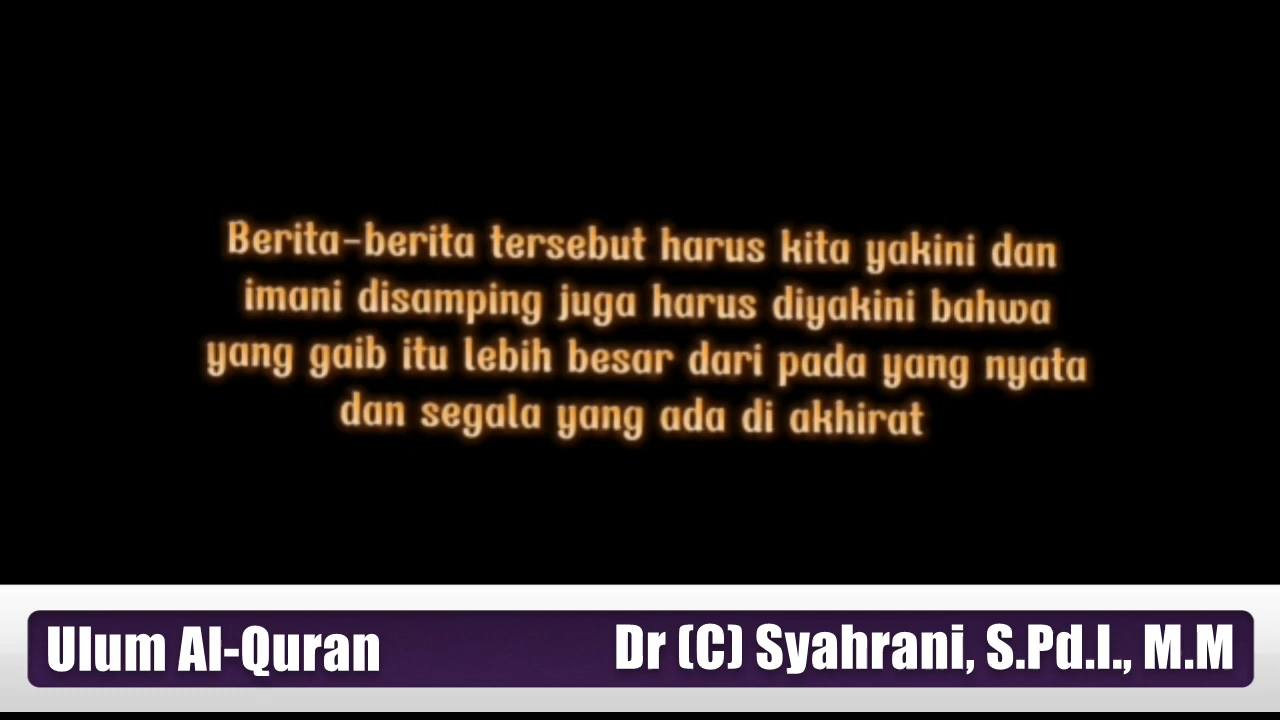 Berita-berita tersebut harus kita yakini dan
imani disamping juga harus diyakini bahwa
yang gaib itu lebih besar dari pada yang nyata
dan segala yang ada di akhirat
Ulum Al-Quran
Dr (C) Syahrani, S.Pd.I., M.M